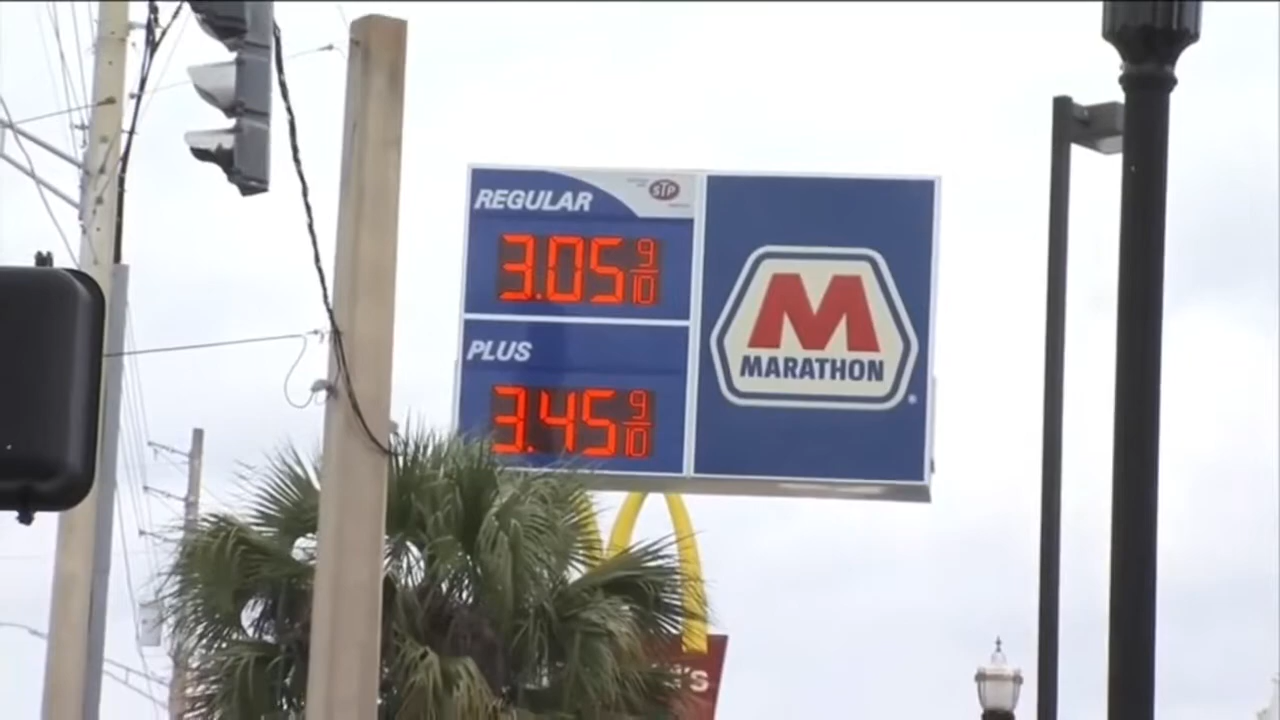 REGULAR
STP
3.05 9/10
PLUS
3.45 9/10
M
MARATHON
®
's